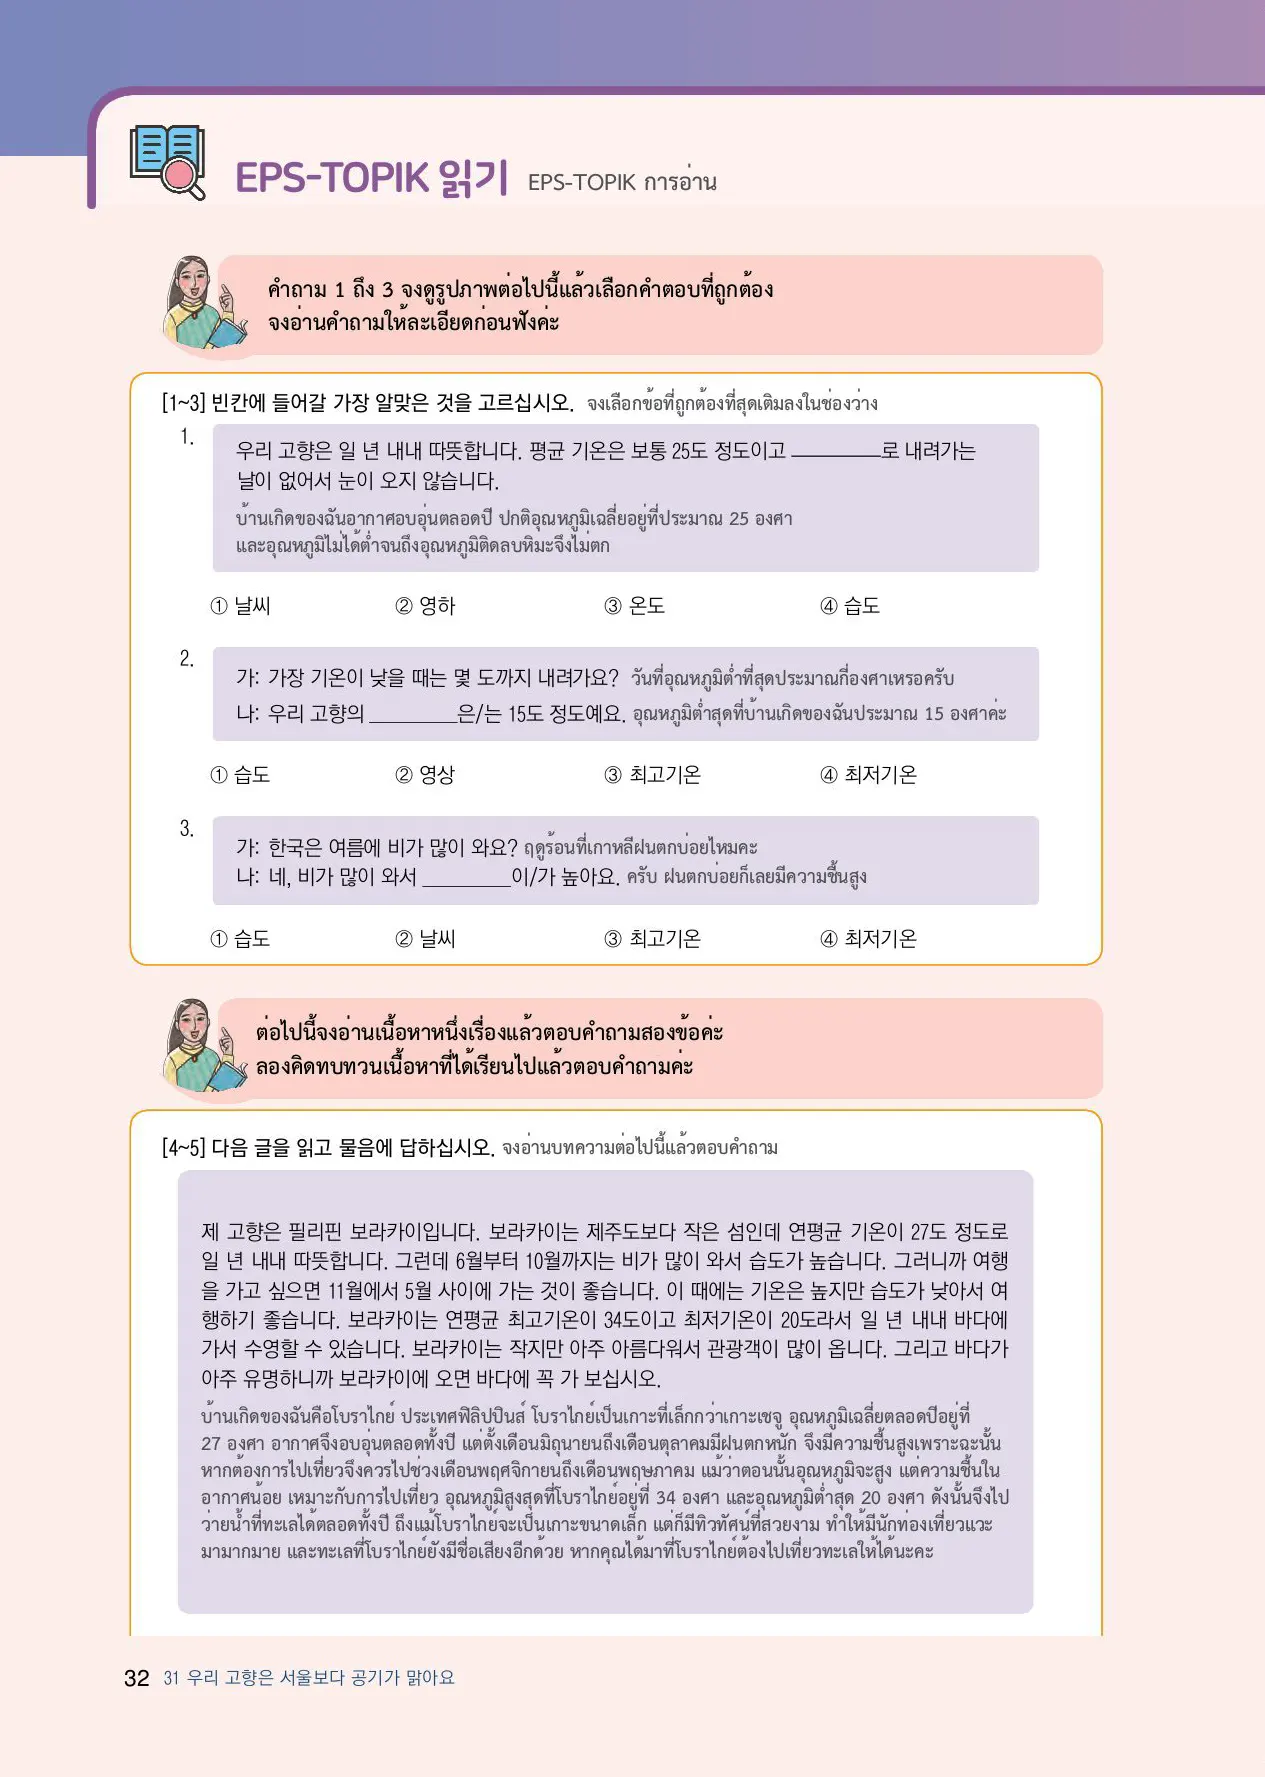 EPS-TOPIK 읽기 EPS-TOPIK การอ่าน
คำถาม 1 ถึง 3 จงดูรูปภาพต่อไปนี้แล้วเลือกคำตอบที่ถูกต้อง
จงอ่านคำถามให้ละเอียดก่อนฟังค่ะ
[1~3] 빈칸에 들어갈 가장 알맞은 것을 고르십시오. จงเลือกข้อที่ถูกต้องที่สุดเติมลงในช่องว่าง
1.
우리 고향은 일 년 내내 따뜻합니다. 평균 기온은 보통 25도 정도이고 ________로 내려가는
날이 없어서 눈이 오지 않습니다.
บ้านเกิดของฉันอากาศอบอุ่นตลอดปี ปกติอุณหภูมิเฉลี่ยอยู่ที่ประมาณ 25 องศา
และอุณหภูมิไม่ได้ต่ำจนถึงอุณหภูมิติดลบหิมะจึงไม่ตก
① 날씨 ② 영하 ③ 온도 ④ 습도
2.
가: 가장 기온이 낮을 때는 몇 도까지 내려가요? วันที่อุณหภูมิต่ำที่สุดประมาณกี่องศาเหรอครับ
나: 우리 고향의 ________은/는 15도 정도예요. อุณหภูมิต่ำสุดที่บ้านเกิดของฉันประมาณ 15 องศาค่ะ
① 습도 ② 영상 ③ 최고기온 ④ 최저기온
3.
가: 한국은 여름에 비가 많이 와요? ฤดูร้อนที่เกาหลีฝนตกบ่อยไหมคะ
나: 네, 비가 많이 와서 ________이/가 높아요. ครับ ฝนตกบ่อยก็เลยมีความชื้นสูง
① 습도 ② 날씨 ③ 최고기온 ④ 최저기온
ต่อไปนี้จงอ่านเนื้อหาหนึ่งเรื่องแล้วตอบคำถามสองข้อค่ะ
ลองคิดทบทวนเนื้อหาที่ได้เรียนไปแล้วตอบคำถามค่ะ
[4~5] 다음 글을 읽고 물음에 답하십시오. จงอ่านบทความต่อไปนี้แล้วตอบคำถาม
제 고향은 필리핀 보라카이입니다. 보라카이는 제주도보다 작은 섬인데 연평균 기온이 27도 정도로
일 년 내내 따뜻합니다. 그런데 6월부터 10월까지는 비가 많이 와서 습도가 높습니다. 그러니까 여행
을 가고 싶으면 11월에서 5월 사이에 가는 것이 좋습니다. 이 때에는 기온은 높지만 습도가 낮아서 여
행하기 좋습니다. 보라카이는 연평균 최고기온이 34도이고 최저기온이 20도라서 일 년 내내 바다에
가서 수영할 수 있습니다. 보라카이는 작지만 아주 아름다워서 관광객이 많이 옵니다. 그리고 바다가
아주 유명하니까 보라카이에 오면 바다에 꼭 가 보십시오.
บ้านเกิดของฉันคือโบราไกย์ ประเทศฟิลิปปินส์ โบราไกย์เป็นเกาะที่เล็กกว่าเกาะเชจู อุณหภูมิเฉลี่ยตลอดปีอยู่ที่
27 องศา อากาศจึงอบอุ่นตลอดทั้งปี แต่ตั้งเดือนมิถุนายนถึงเดือนตุลาคมมีฝนตกหนัก จึงมีความชื้นสูงเพราะฉะนั้น
หากต้องการไปเที่ยวจึงควรไปช่วงเดือนพฤศจิกายนถึงเดือนพฤษภาคม แม้ว่าตอนนั้นอุณหภูมิจะสูง แต่ความชื้นใน
อากาศน้อย เหมาะกับการไปเที่ยว อุณหภูมิสูงสุดที่โบราไกย์อยู่ที่ 34 องศา และอุณหภูมิต่ำสุด 20 องศา ดังนั้นจึงไป
ว่ายน้ำที่ทะเลได้ตลอดทั้งปี ถึงแม้โบราไกย์จะเป็นเกาะขนาดเล็ก แต่ก็มีทิวทัศน์ที่สวยงาม ทำให้มีนักท่องเที่ยวแวะ
มามากมาย และทะเลที่โบราไกย์ยังมีชื่อเสียงอีกด้วย หากคุณได้มาที่โบราไกย์ต้องไปเที่ยวทะเลให้ได้นะคะ
32 31 우리 고향은 서울보다 공기가 맑아요